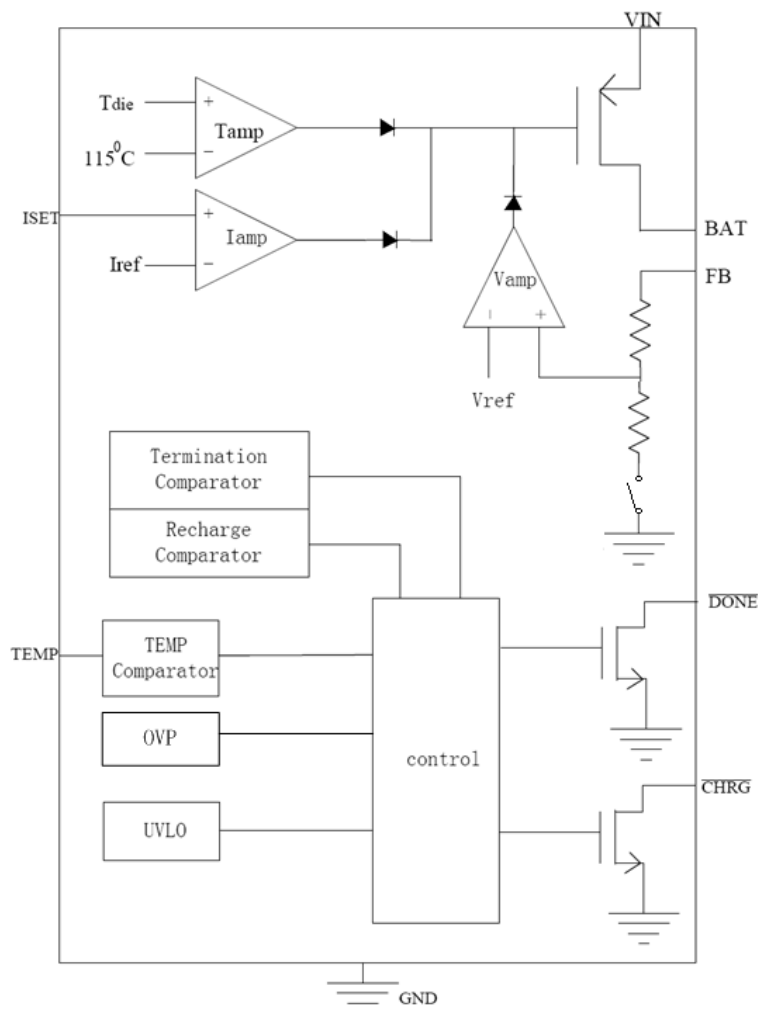 VIN
Tdie
+
Tamp
115⁰C
−
ISET
+
Iamp
Iref
−
BAT
FB
Vamp
− +
Vref
Termination
Comparator
Recharge
Comparator
DONE
TEMP
TEMP
Comparator
OVP
control
CHRG
UVLO
GND